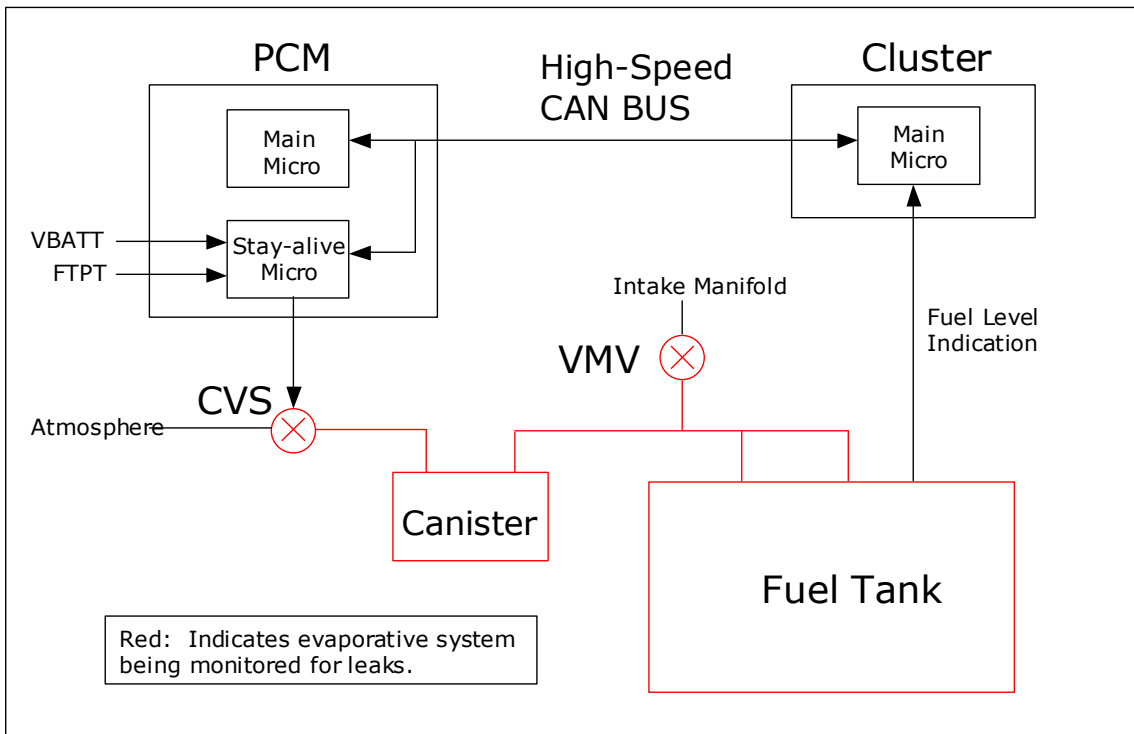 PCM
High-Speed
CAN BUS
Cluster
Main
Micro
Main
Micro
VBATT
FTPT
Stay-alive
Micro
Intake Manifold
Fuel Level
Indication
VMV
CVS
Atmosphere
Canister
Fuel Tank
Red:  Indicates evaporative system
being monitored for leaks.